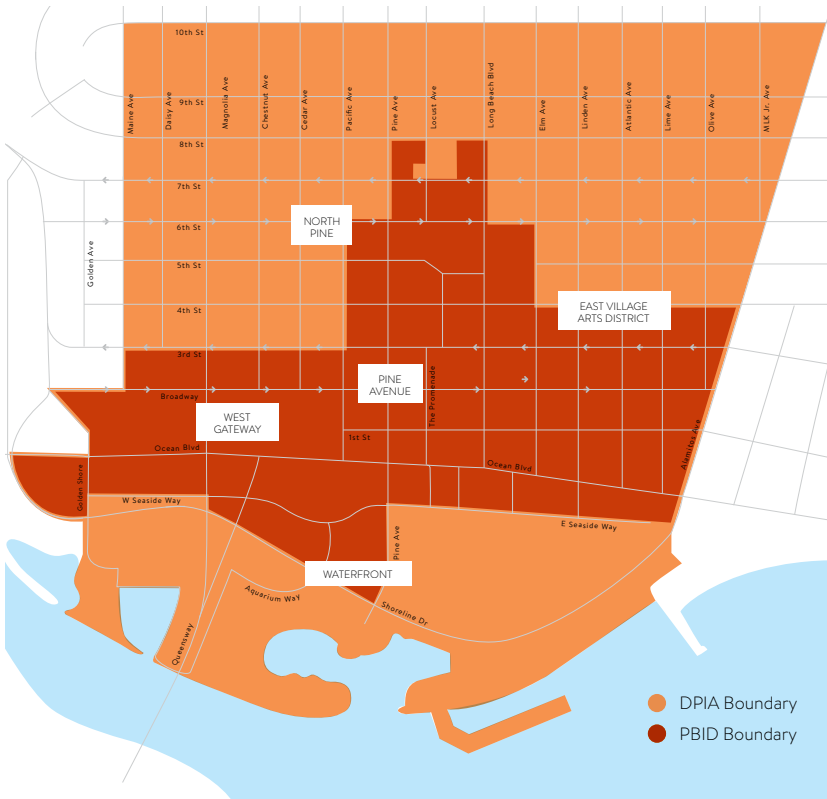 10th St
Maine Ave
Daisy Ave
Magnolia Ave
Chestnut Ave
Cedar Ave
Pacific Ave
Pine Ave
Locust Ave
Long Beach Blvd
Elm Ave
Linden Ave
Atlantic Ave
Lime Ave
Olive Ave
MLK Jr. Ave
9th St
8th St
7th St
NORTH
PINE
6th St
Golden Ave
5th St
4th St
EAST VILLAGE
ARTS DISTRICT
3rd St
PINE
AVENUE
The Promenade
Broadway
WEST
GATEWAY
1st St
Alamitos Ave
Ocean Blvd
Ocean Blvd
Golden Shore
W Seaside Way
E Seaside Way
Pine Ave
WATERFRONT
Aquarium Way
Shoreline Dr
Queensway
DPIA Boundary
PBID Boundary